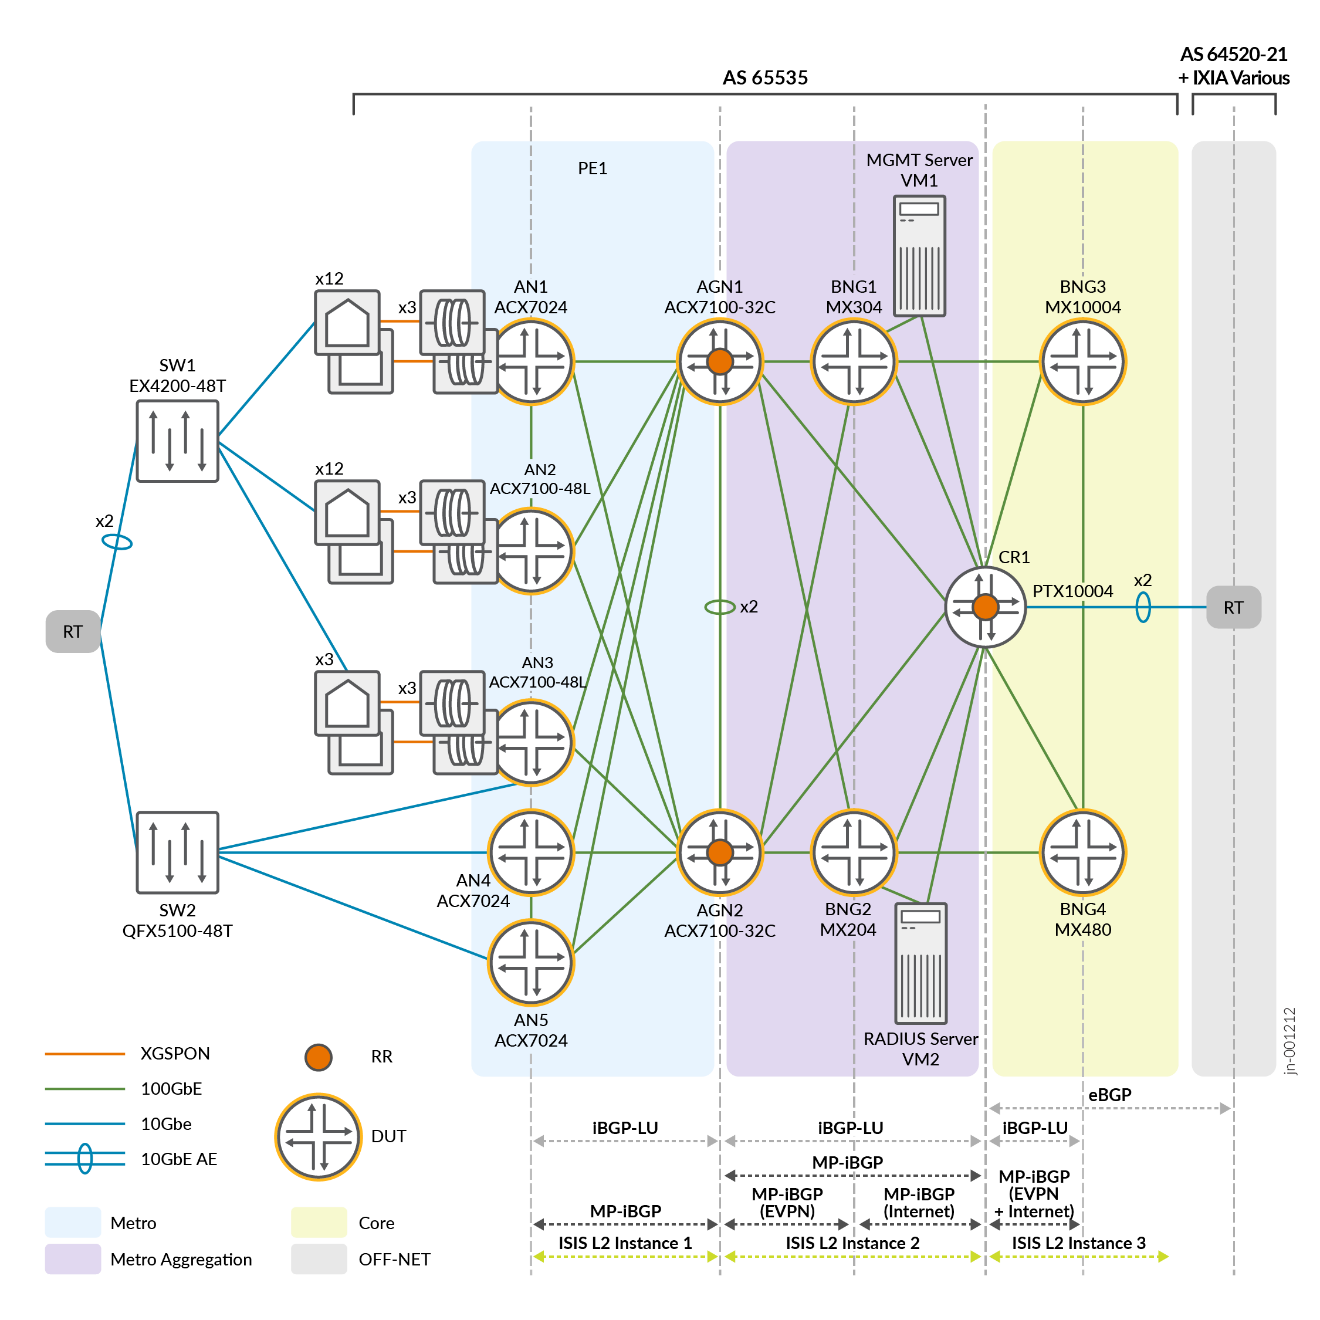 AS 64520-21
+ IXIA Various
AS 65535
PE1
MGMT Server
VM1
x12
x3
AN1
ACX7024
AGN1
ACX7100-32C
BNG1
MX304
BNG3
MX10004
SW1
EX4200-48T
x12
x3
AN2
ACX7100-48L
x2
CR1
PTX10004
x2
x2
RT
RT
x3
x3
AN3
ACX7100-48L
AN4
ACX7024
SW2
QFX5100-48T
AGN2
ACX7100-32C
BNG2
MX204
BNG4
MX480
AN5
ACX7024
RADIUS Server
VM2
jn-001212
XGSPON
100GbE
10Gbe
10GbE AE
RR
DUT
Metro
Metro Aggregation
Core
OFF-NET
eBGP
iBGP-LU
iBGP-LU
iBGP-LU
MP-iBGP
MP-iBGP
MP-iBGP
(EVPN)
MP-iBGP
(Internet)
MP-iBGP
(EVPN
+ Internet)
ISIS L2 Instance 1
ISIS L2 Instance 2
ISIS L2 Instance 3